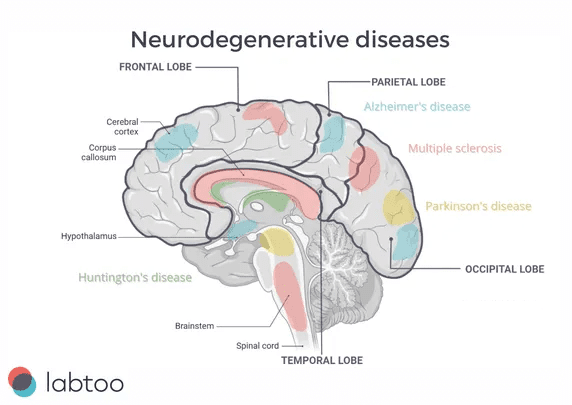 Neurodegenerative diseases
FRONTAL LOBE
PARIETAL LOBE
Alzheimer's disease
Cerebral
cortex
Corpus
callosum
Multiple sclerosis
Parkinson's disease
Hypothalamus
OCCIPITAL LOBE
Huntington's disease
Brainstem
Spinal cord
TEMPORAL LOBE
labtoo